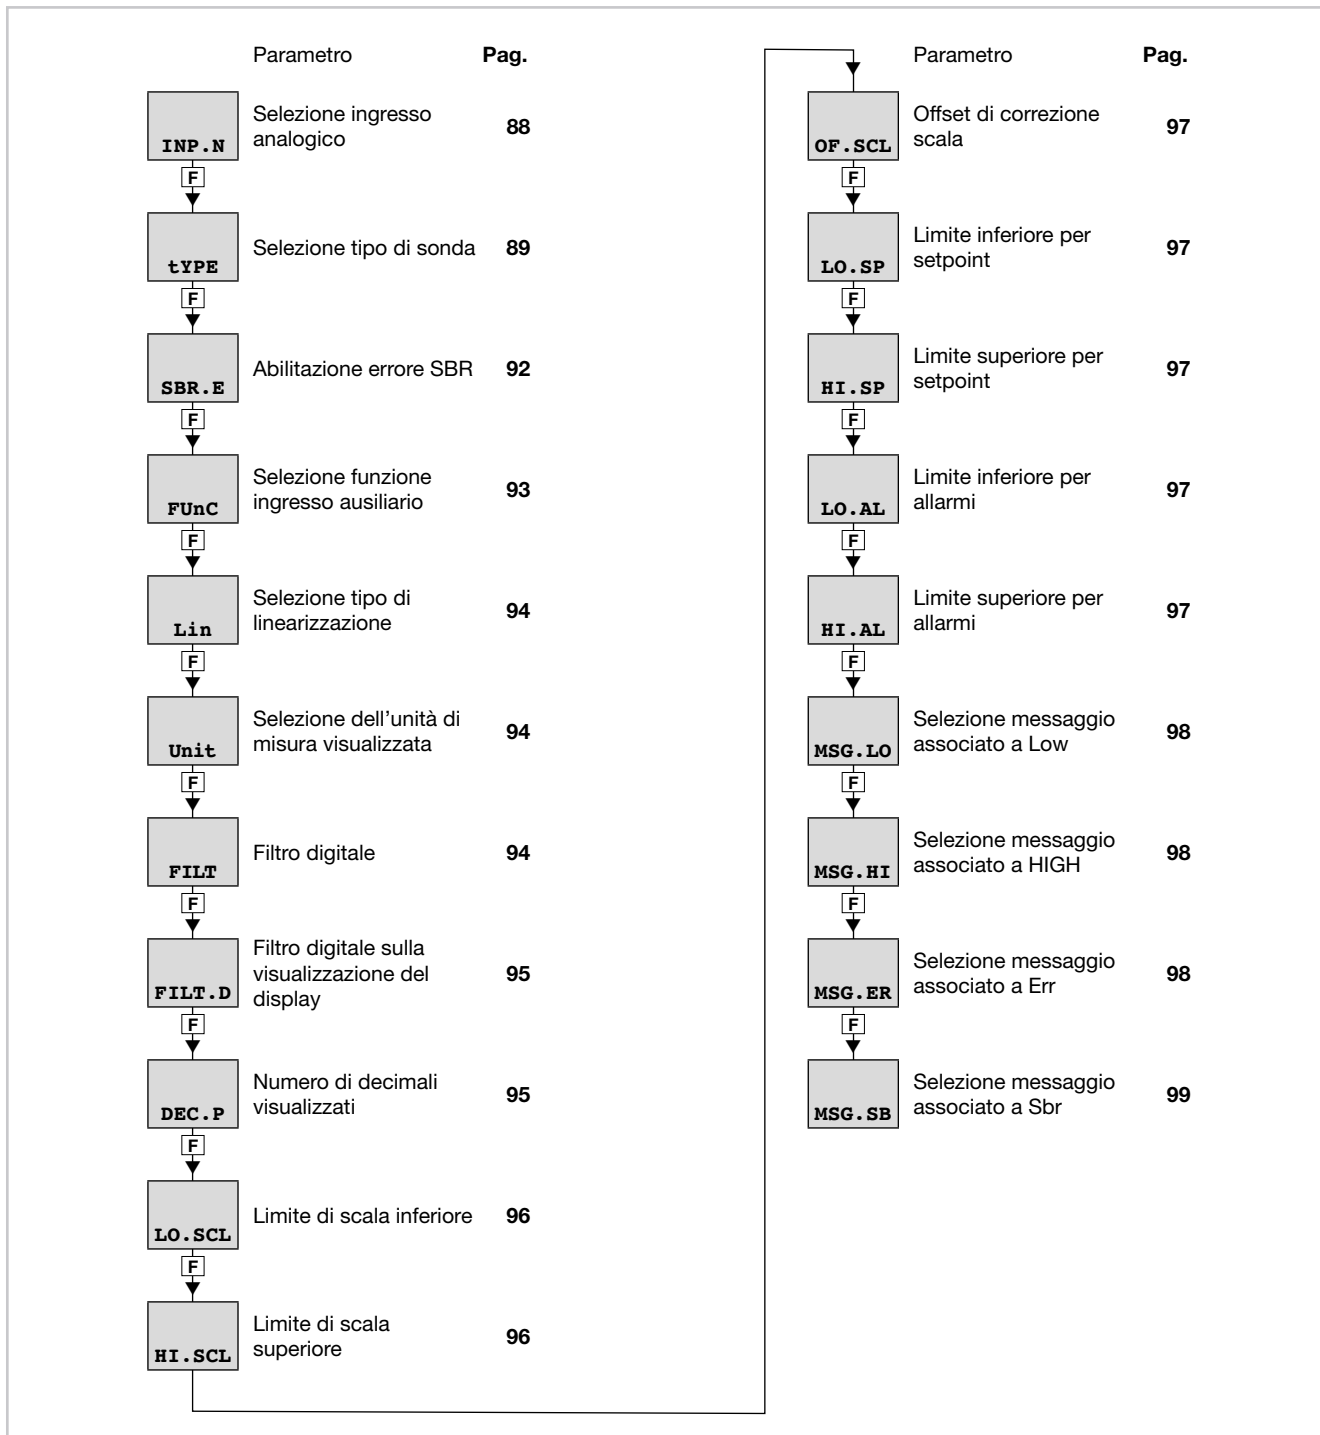 Parametro Pag.
INP.N
Selezione ingresso
analogico
88
F
tYPE
Selezione tipo di sonda
89
F
SBR.E
Abilitazione errore SBR
92
F
FUnC
Selezione funzione
ingresso ausiliario
93
F
Lin
Selezione tipo di
linearizzazione
94
F
Unit
Selezione dell'unità di
misura visualizzata
94
F
FILT
Filtro digitale
94
F
FILT.D
Filtro digitale sulla
visualizzazione del
display
95
F
DEC.P
Numero di decimali
visualizzati
95
F
LO.SCL
Limite di scala inferiore
96
F
HI.SCL
Limite di scala
superiore
96
Parametro Pag.
OF.SCL
Offset di correzione
scala
97
F
LO.SP
Limite inferiore per
setpoint
97
F
HI.SP
Limite superiore per
setpoint
97
F
LO.AL
Limite inferiore per
allarmi
97
F
HI.AL
Limite superiore per
allarmi
97
F
MSG.LO
Selezione messaggio
associato a Low
98
F
MSG.HI
Selezione messaggio
associato a HIGH
98
F
MSG.ER
Selezione messaggio
associato a Err
98
F
MSG.SB
Selezione messaggio
associato a Sbr
99